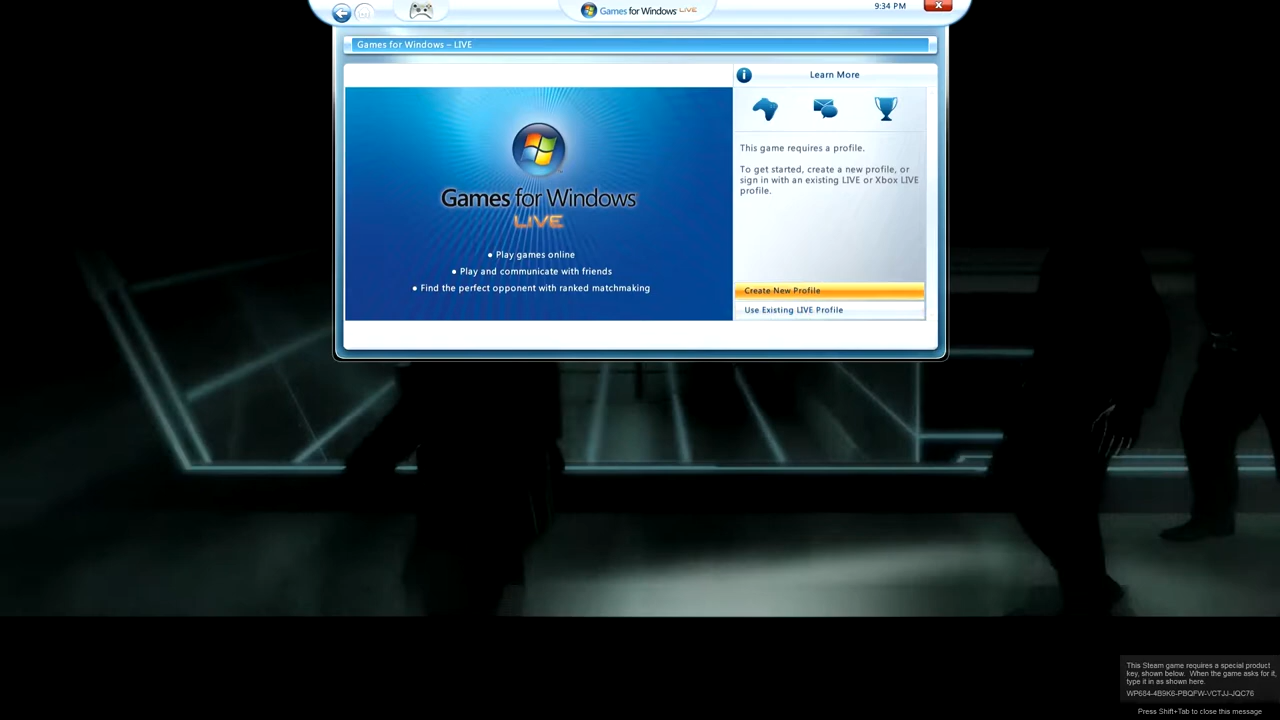 Games for Windows LIVE
9:34 PM
Games for Windows – LIVE
Learn More
Games for Windows
LIVE
• Play games online
• Play and communicate with friends
• Find the perfect opponent with ranked matchmaking
This game requires a profile.
To get started, create a new profile, or
sign in with an existing LIVE or Xbox LIVE
profile.
Create New Profile
Use Existing LIVE Profile
This Steam game requires a special product
key, shown below. When the game asks for it,
type it in as shown here.
WP684-4B9K6-PBQFW-VCTJJ-JQC76
Press Shift+Tab to close this message